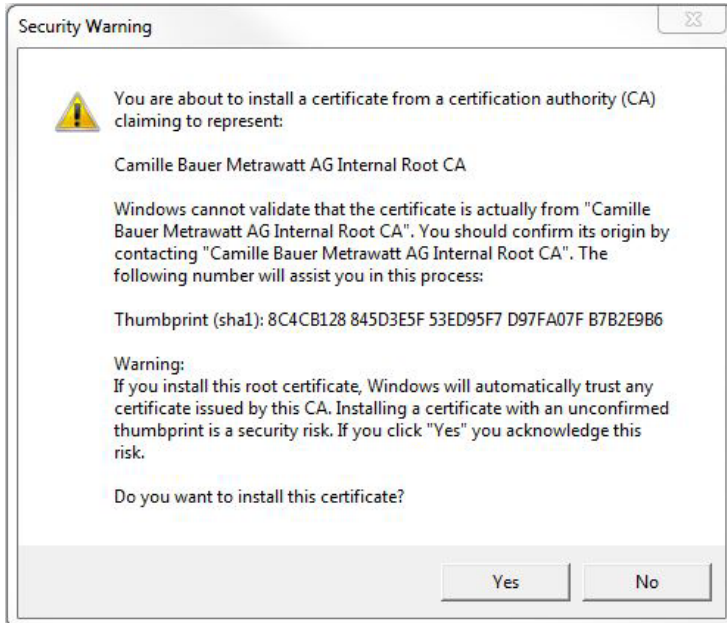 Security Warning
You are about to install a certificate from a certification authority (CA)
claiming to represent:
Camille Bauer Metrawatt AG Internal Root CA
Windows cannot validate that the certificate is actually from "Camille
Bauer Metrawatt AG Internal Root CA". You should confirm its origin by
contacting "Camille Bauer Metrawatt AG Internal Root CA". The
following number will assist you in this process:
Thumbprint (sha1): 8C4CB128 845D3E5F 53ED95F7 D97FA07F B7B2E9B6
Warning:
If you install this root certificate, Windows will automatically trust any
certificate issued by this CA. Installing a certificate with an unconfirmed
thumbprint is a security risk. If you click "Yes" you acknowledge this
risk.
Do you want to install this certificate?
Yes
No